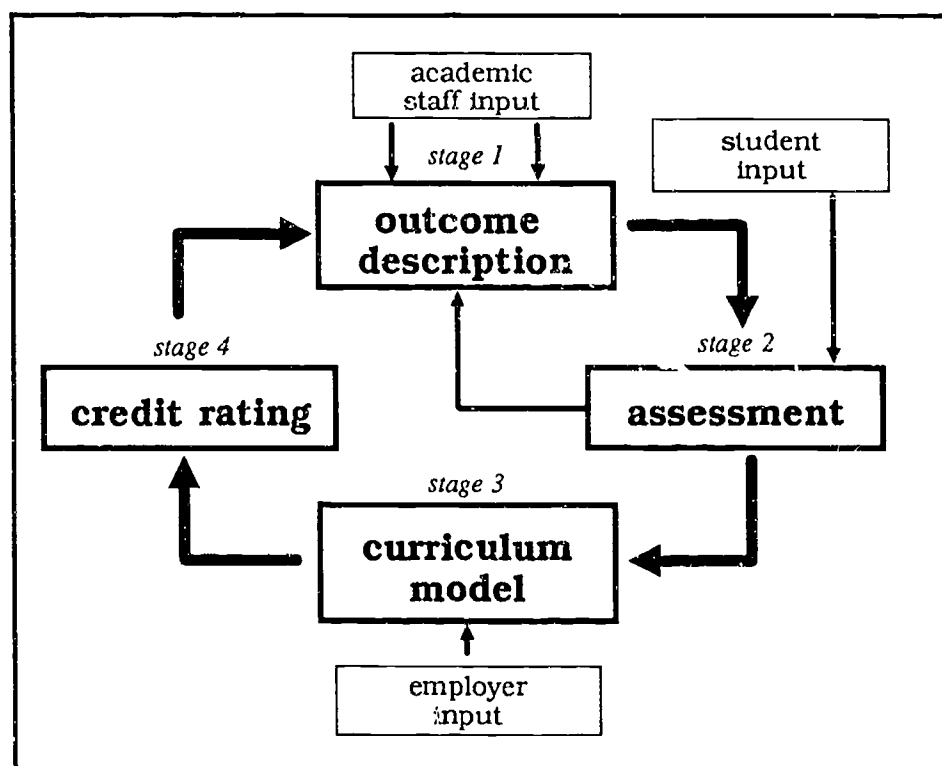 academic
staff input
stage 1
student
input
outcome
description
stage 4
stage 2
credit rating
assessment
stage 3
curriculum
model
employer
input